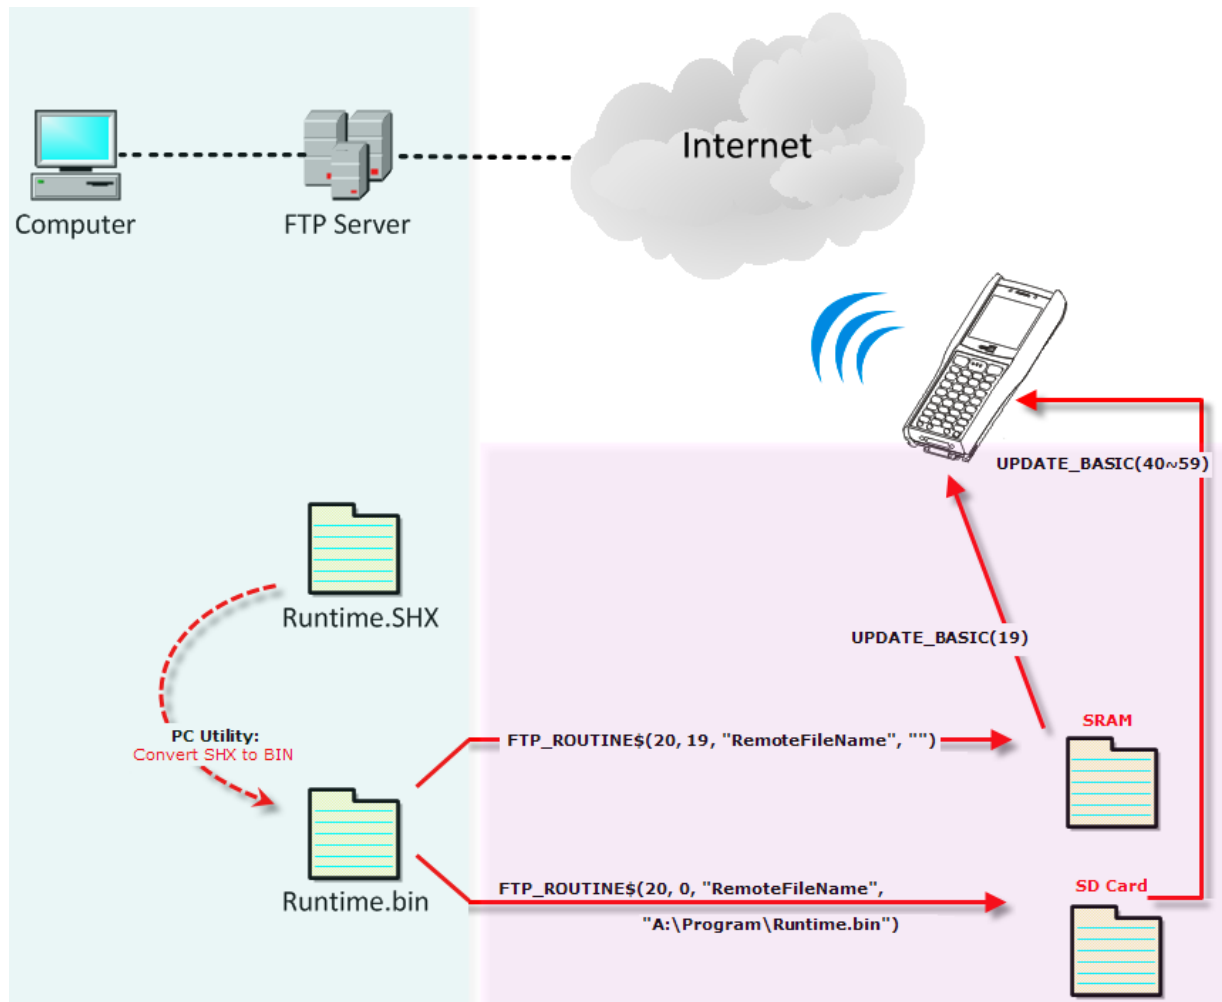 Internet
Computer
FTP Server
UPDATE_BASIC(40~59)
Runtime.SHX
UPDATE_BASIC(19)
PC Utility:
Convert SHX to BIN
SRAM
FTP_ROUTINE$(20, 19, "RemoteFileName", "")
Runtime.bin
SD Card
FTP_ROUTINE$(20, 0, "RemoteFileName",
"A:\Program\Runtime.bin")